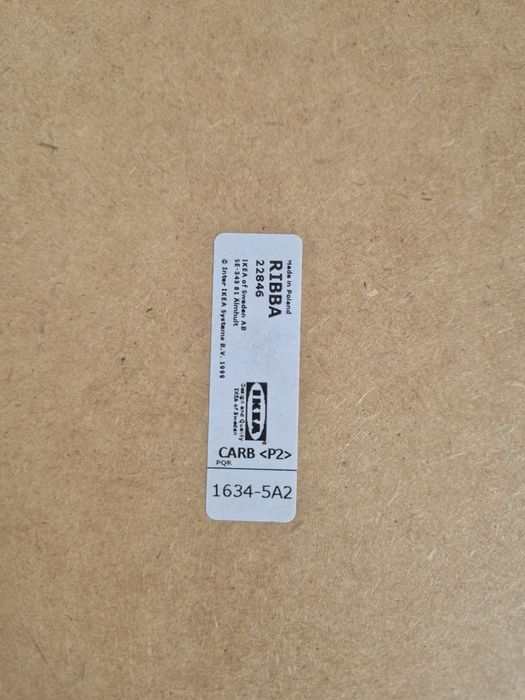 Made in Poland
RIBBA
22846
IKEA of Sweden AB
SE-343 81 Älmhult
© Inter IKEA Systems B.V. 1999
IKEA
Design and Quality
IKEA of Sweden
CARB <P2>
PQR
1634-5A2